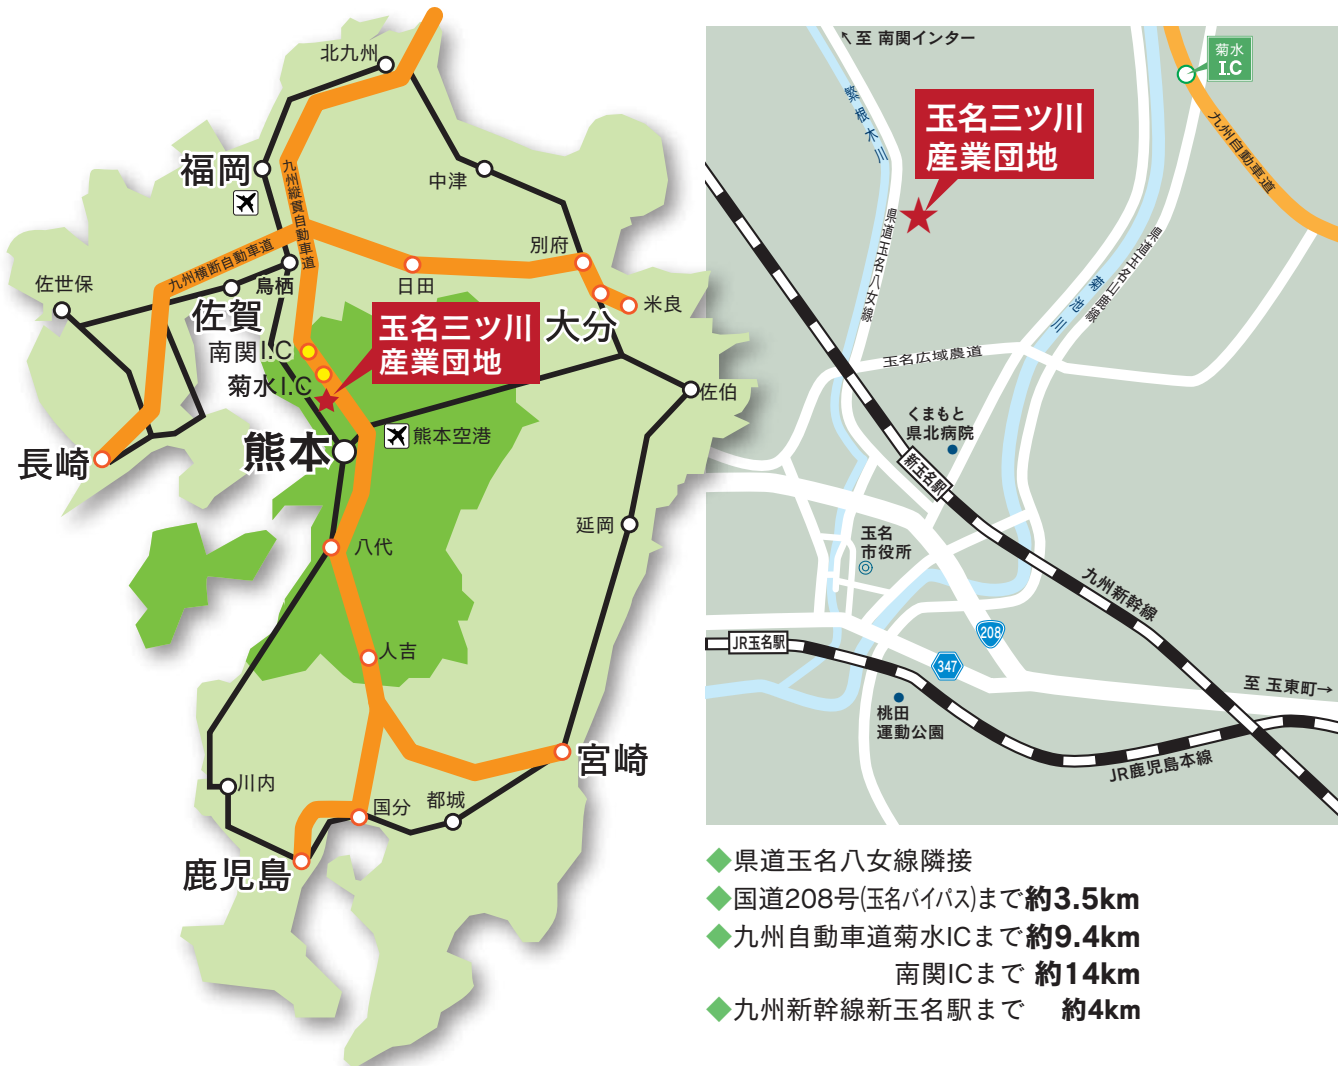 北九州
福岡
中津
九州縦貫自動車道
九州横断自動車道
別府
佐世保
鳥栖
日田
米良
佐賀
大分
南関I.C
玉名三ツ川
産業団地
菊水I.C
佐伯
熊本
熊本空港
長崎
延岡
八代
人吉
宮崎
川内
国分
都城
鹿児島
↖至 南関インター
菊水
I.C
繁根木川
玉名三ツ川
産業団地
九州自動車道
県道玉名八女線
県道玉名山鹿線
菊池川
玉名広域農道
くまもと
県北病院
新玉名駅
玉名
市役所
九州新幹線
JR玉名駅
208
347
至 玉東町→
桃田
運動公園
JR鹿児島本線
◆県道玉名八女線隣接
◆国道208号(玉名バイパス)まで約3.5km
◆九州自動車道菊水ICまで約9.4km
南関ICまで 約14km
◆九州新幹線新玉名駅まで 約4km